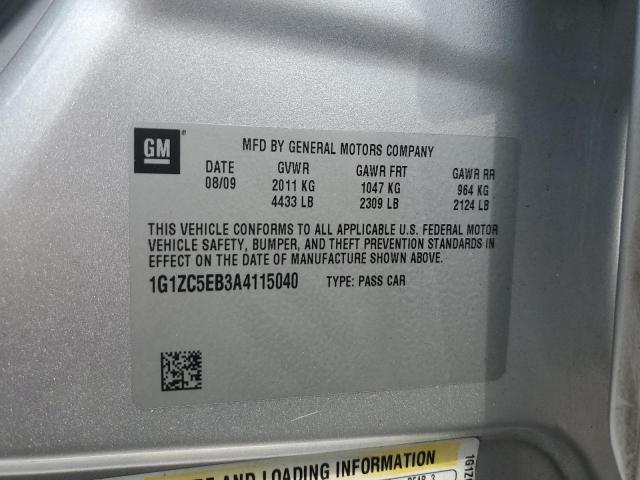 GM ® MFD BY GENERAL MOTORS COMPANY
DATE GVWR GAWR FRT GAWR RR
08/09 2011 KG 1047 KG 964 KG
4433 LB 2309 LB 2124 LB
THIS VEHICLE CONFORMS TO ALL APPLICABLE U.S. FEDERAL MOTOR
VEHICLE SAFETY, BUMPER, AND THEFT PREVENTION STANDARDS IN
EFFECT ON THE DATE OF MANUFACTURE SHOWN ABOVE.
1G1ZC5EB3A4115040 TYPE: PASS CAR
AND LOADING INFORMATION
1G1Z